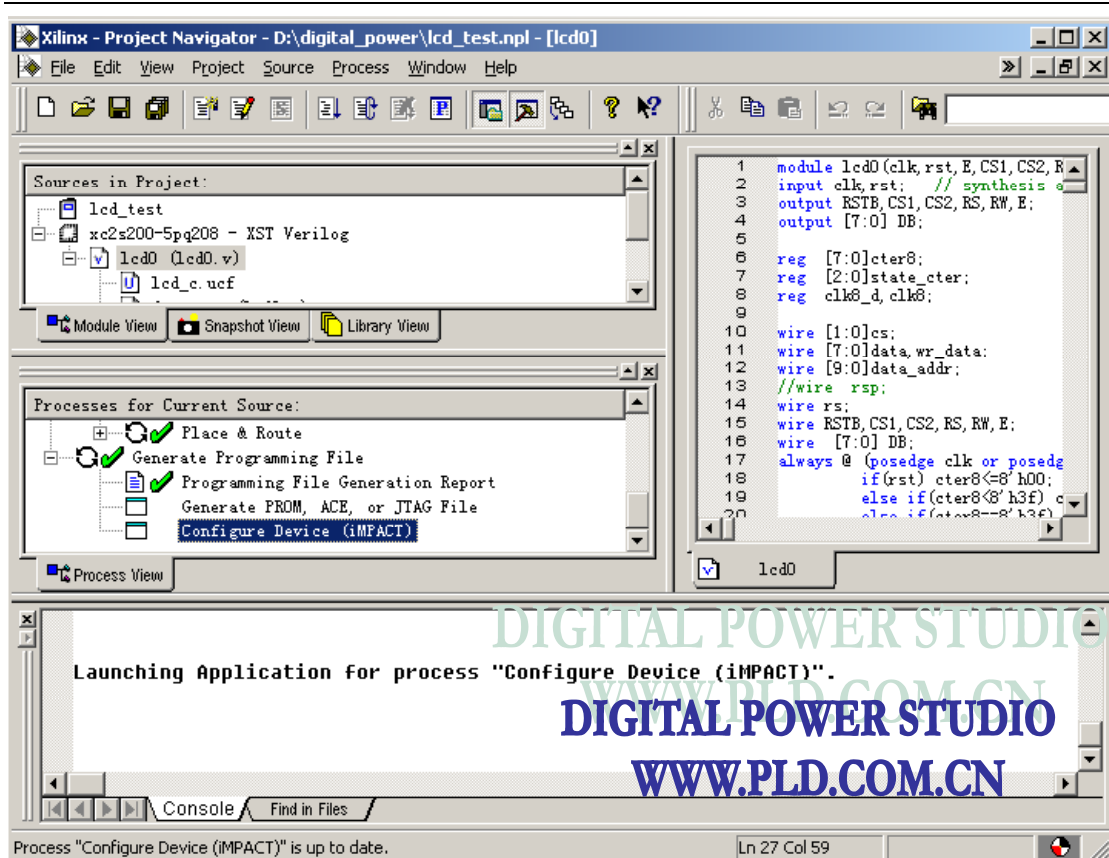 Xilinx - Project Navigator - D:\digital_power\lcd_test.npl - [lcd0]
File Edit View Project Source Process Window Help
Sources in Project:
lcd_test
xc2s200-5pq208 - XST Verilog
lcd0 (lcd0.v)
lcd_c.ucf
Module View Snapshot View Library View
Processes for Current Source:
Place & Route
Generate Programming File
Programming File Generation Report
Generate PROM, ACE, or JTAG File
Configure Device (iMPACT)
Process View
1 module lcd0(clk,rst,E,CS1,CS2,R
2 input clk,rst; // synthesis
3 output RSTB,CS1,CS2,RS,RW,E;
4 output [7:0] DB;
5
6 reg [7:0]cter8;
7 reg [2:0]state_cter;
8 reg clk8_d,clk8;
9
10 wire [1:0]cs;
11 wire [7:0]data,wr_data;
12 wire [9:0]data_addr;
13 //wire rsp;
14 wire rs;
15 wire RSTB,CS1,CS2,RS,RW,E;
16 wire [7:0] DB;
17 always @ (posedge clk or posedg
18 if(rst) cter8<=8'h00;
19 else if(cter8<8'h3f) c
20 else if(cter8==8'h3f)
lcd0
DIGITAL POWER STUDIO
Launching Application for process "Configure Device (iMPACT)".
WWW.PLD.COM.CN
DIGITAL POWER STUDIO
WWW.PLD.COM.CN
Console Find in Files
Process "Configure Device (iMPACT)" is up to date.
Ln 27 Col 59